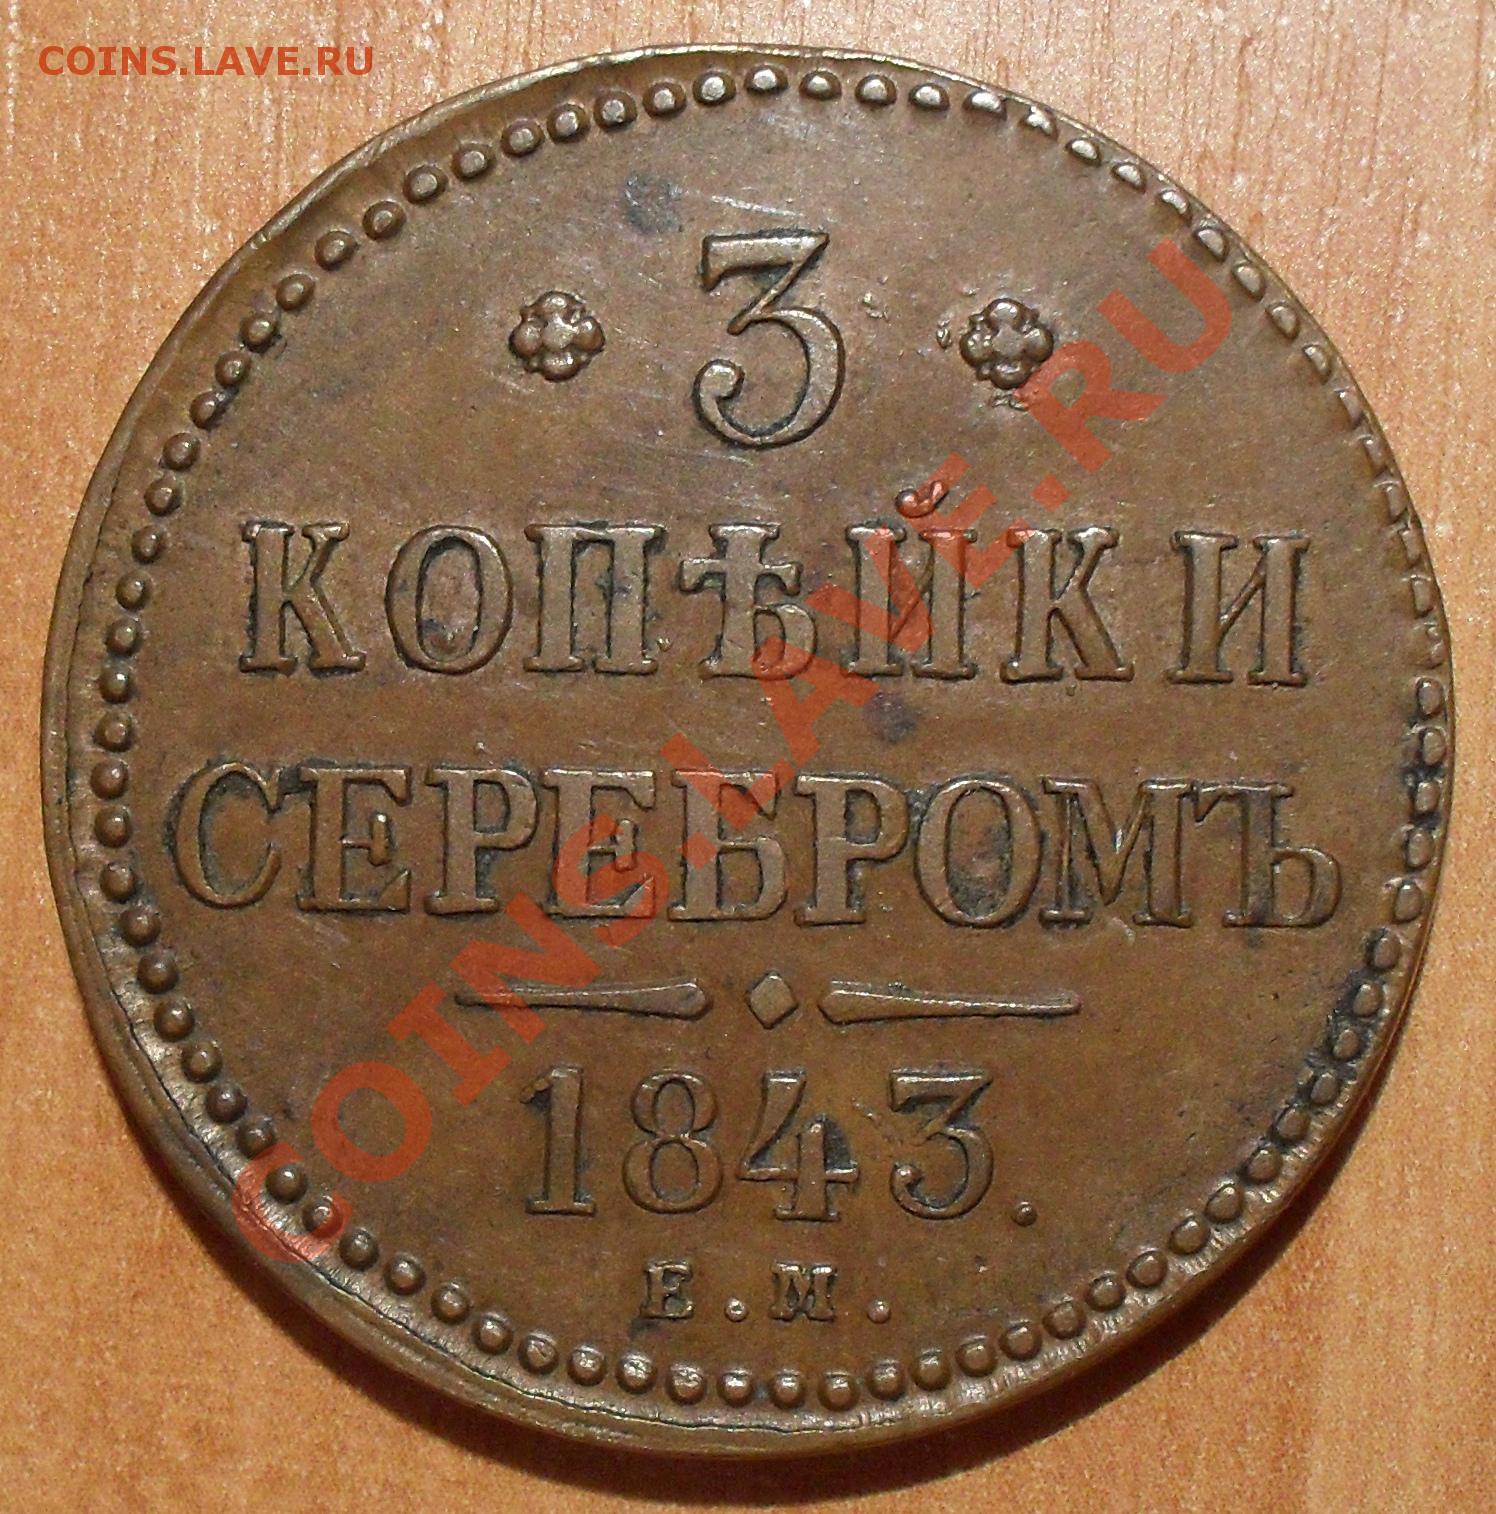 COINS.LAVE.RU
3
КОПѢЙКИ
СЕРЕБРОМЪ
1843.
Е.М.
COINS.LAVE.RU